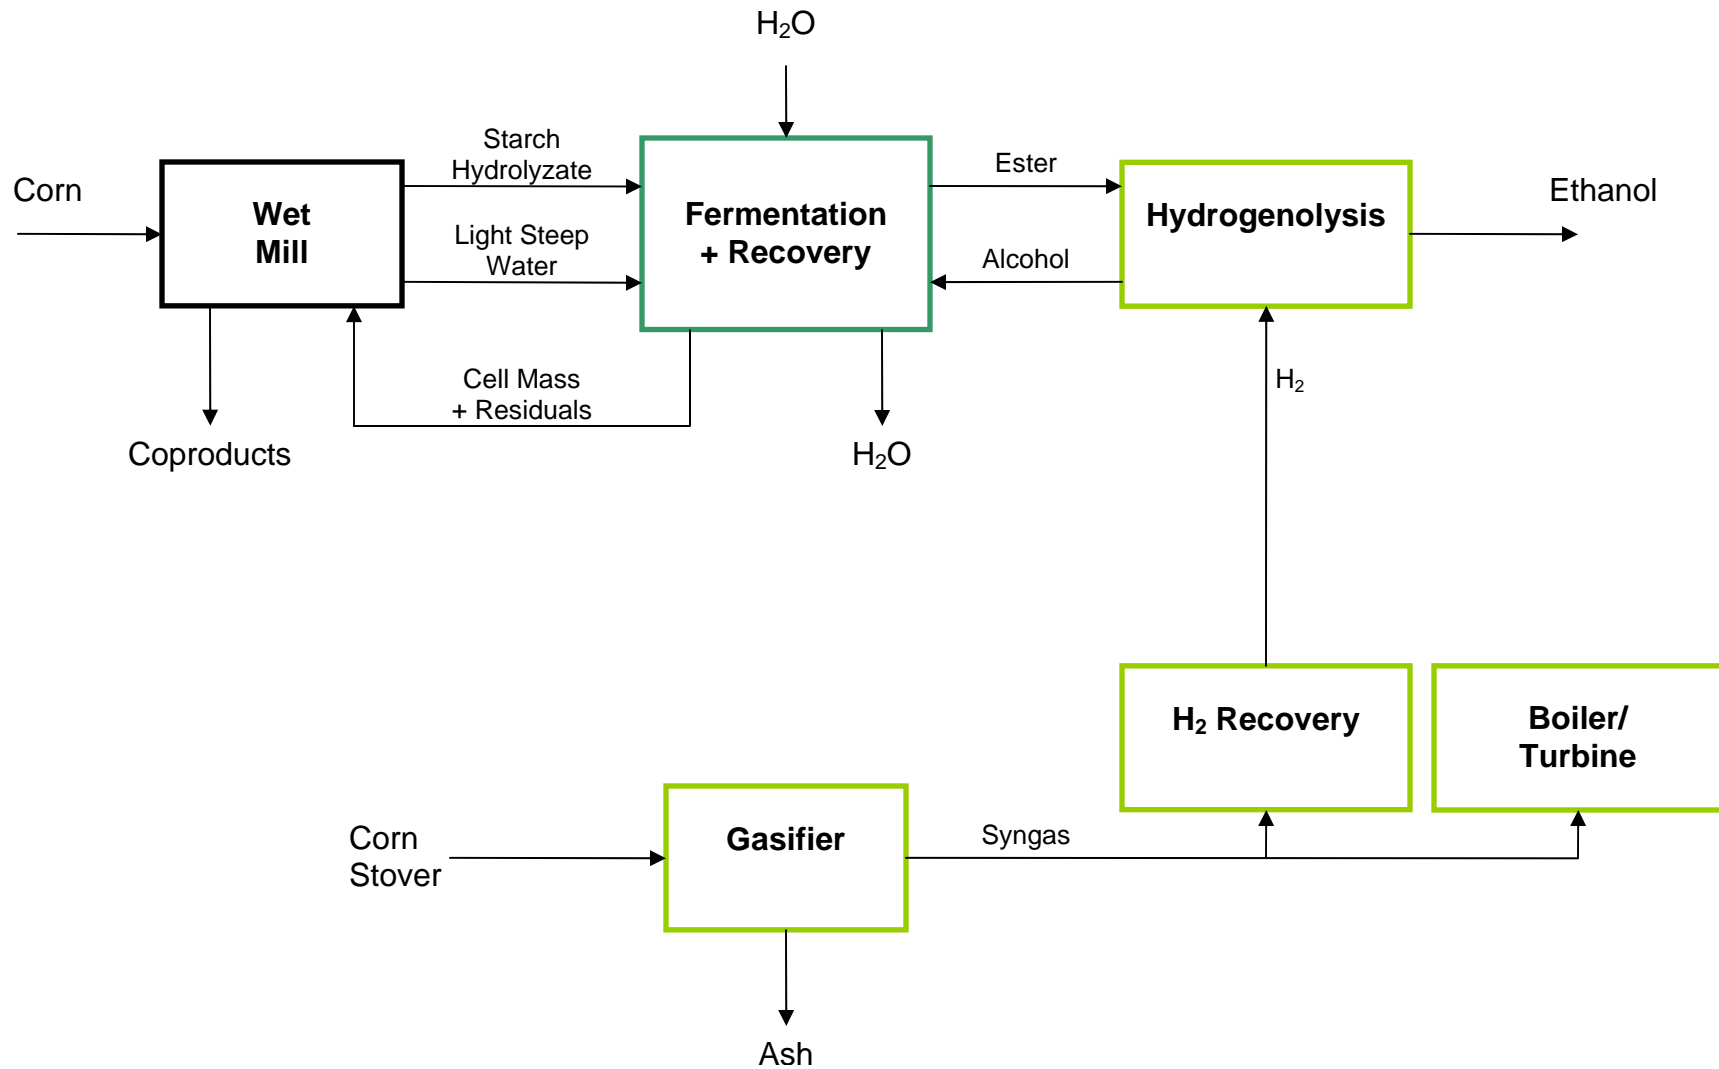 H₂O
Starch
Hydrolyzate
Corn
Wet
Mill
Light Steep
Water
Fermentation
+ Recovery
Ester
Alcohol
Hydrogenolysis
Ethanol
Cell Mass
+ Residuals
Coproducts
H₂O
H₂
H₂ Recovery
Boiler/
Turbine
Corn
Stover
Gasifier
Syngas
Ash